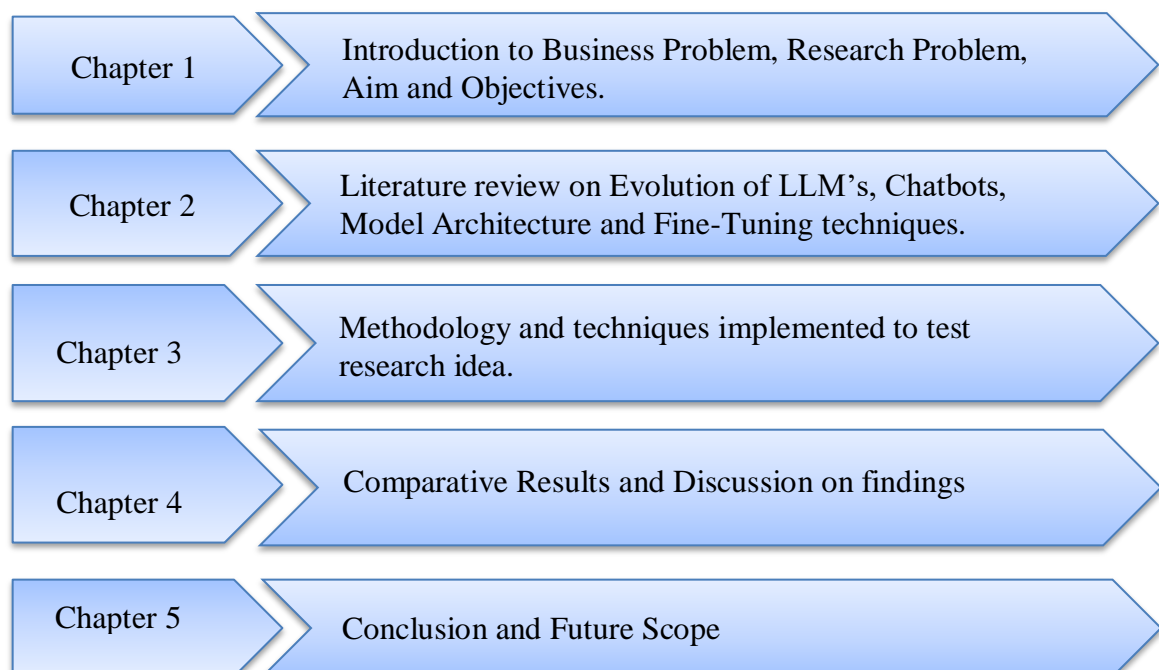 Chapter 1
Introduction to Business Problem, Research Problem,
Aim and Objectives.
Chapter 2
Literature review on Evolution of LLM’s, Chatbots,
Model Architecture and Fine-Tuning techniques.
Chapter 3
Methodology and techniques implemented to test
research idea.
Chapter 4
Comparative Results and Discussion on findings
Chapter 5
Conclusion and Future Scope